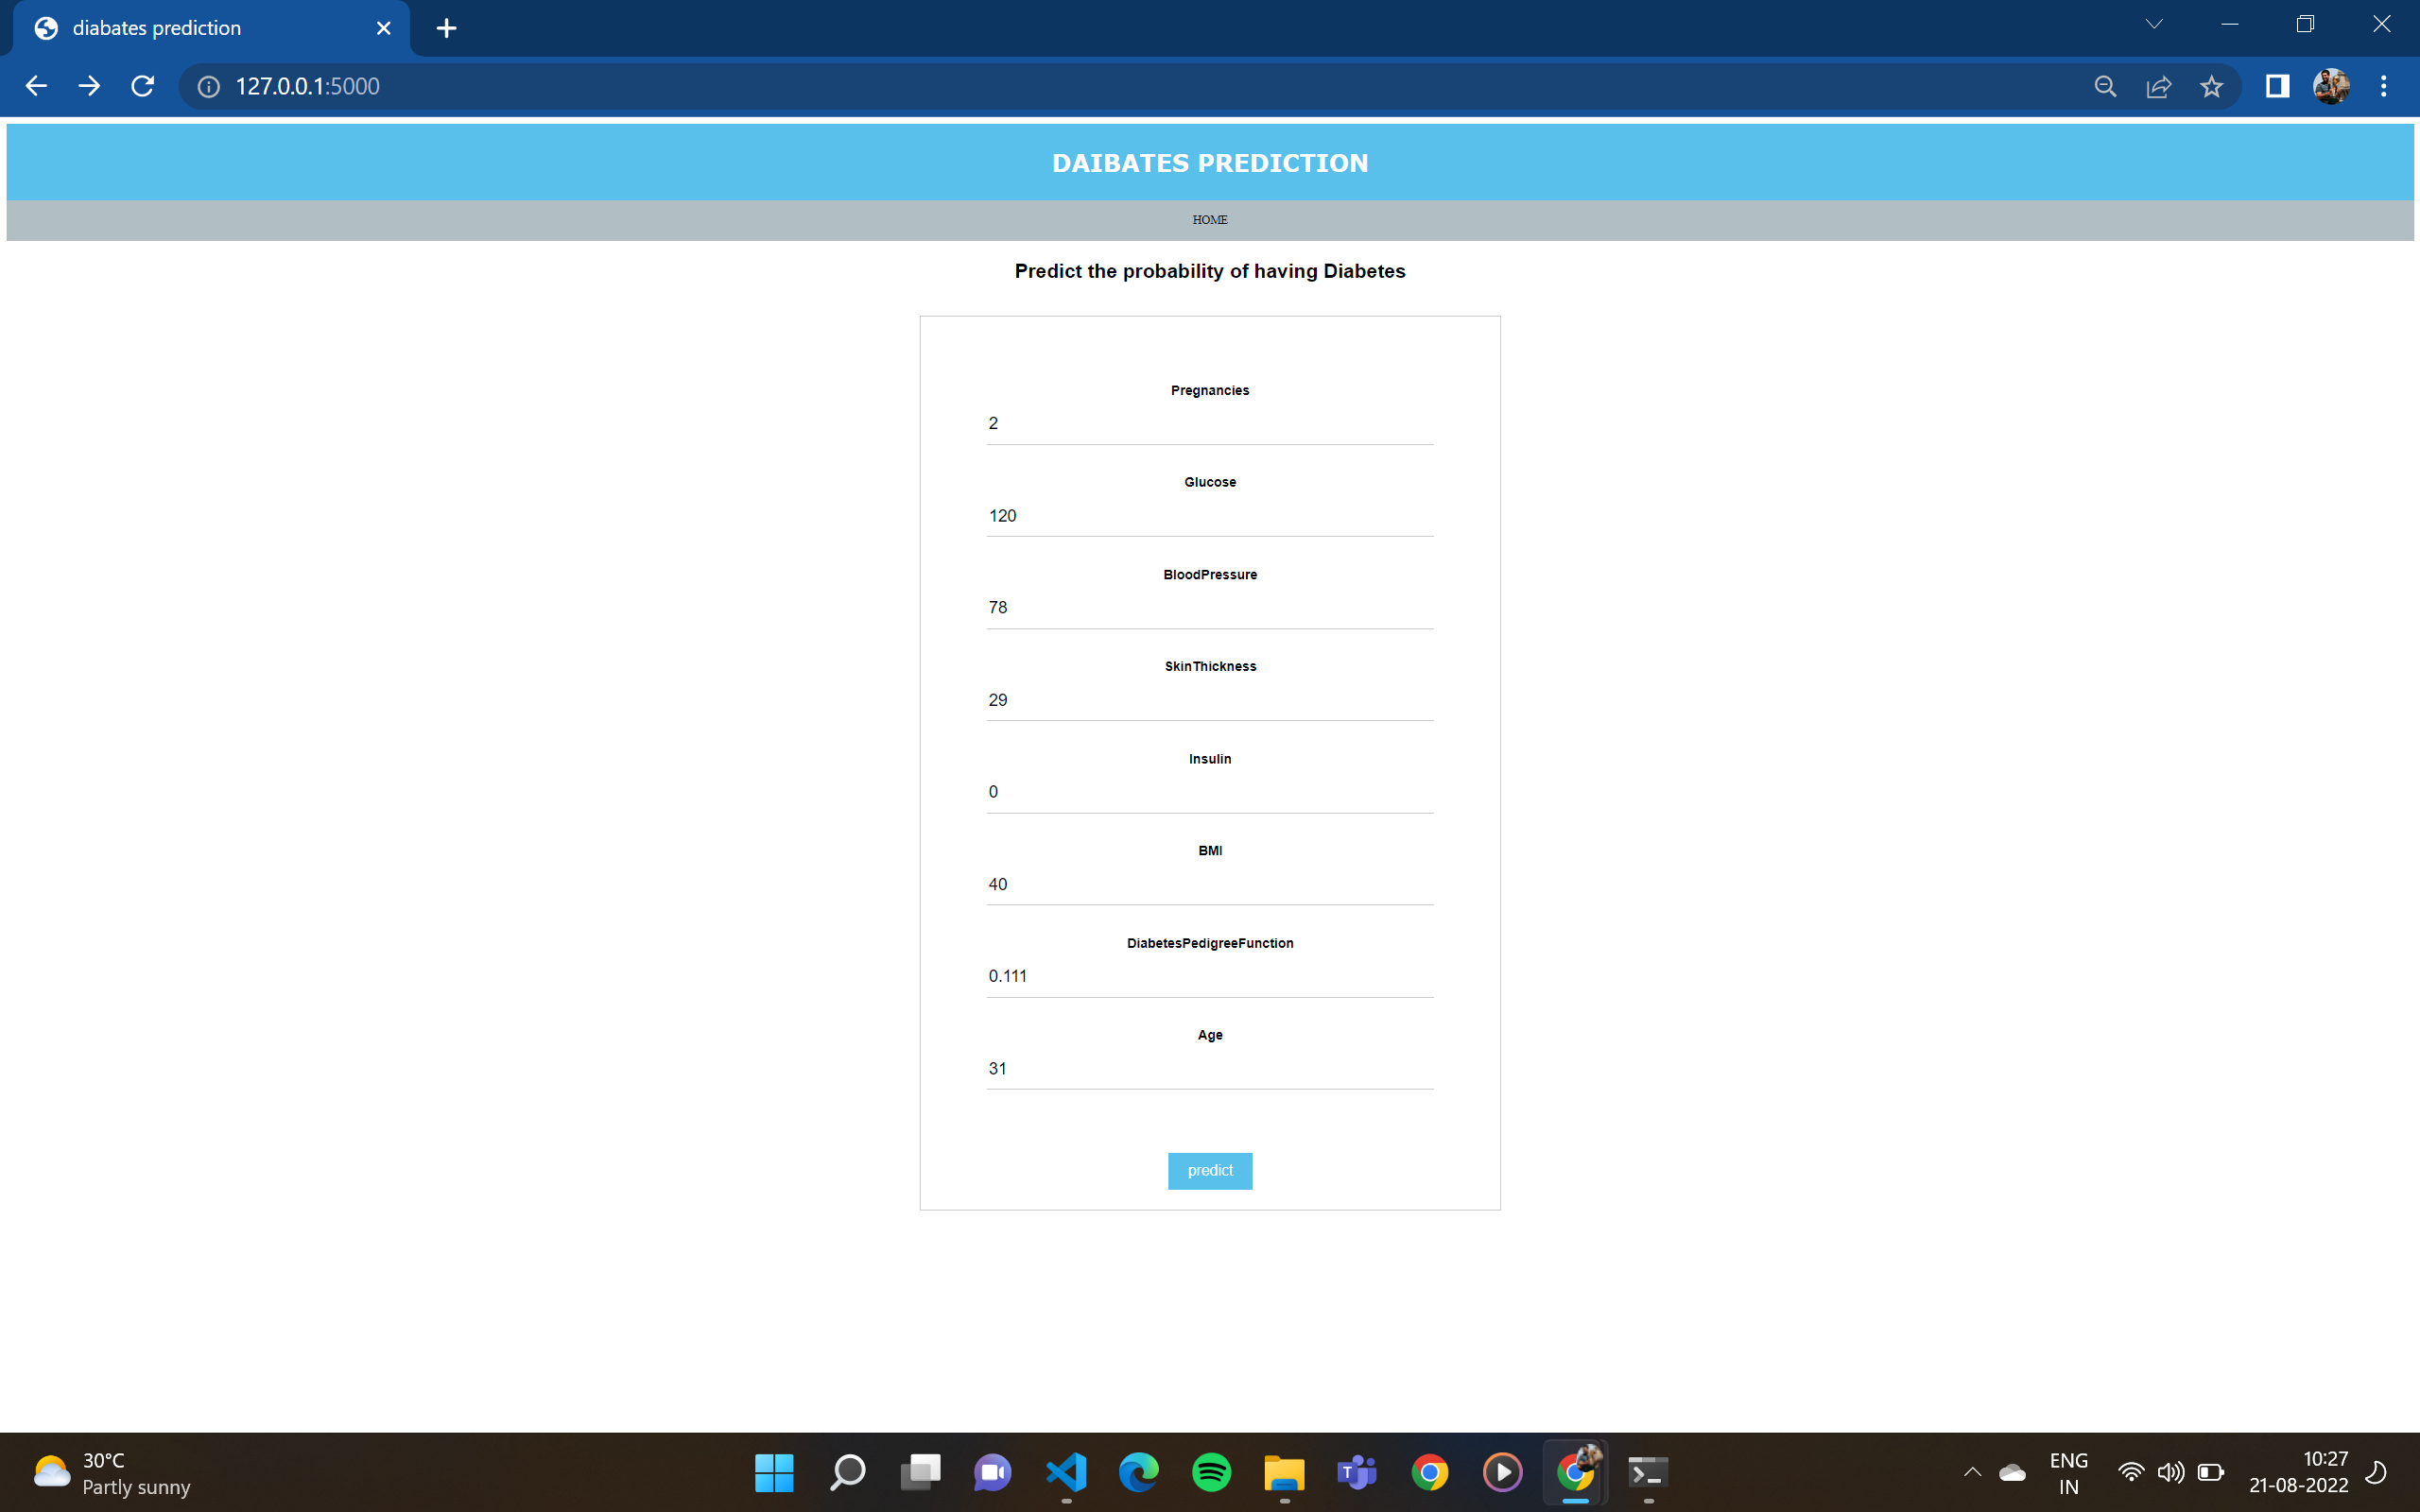 diabates prediction
127.0.0.1:5000
DAIBATES PREDICTION
HOME
Predict the probability of having Diabetes
Pregnancies
2
Glucose
120
BloodPressure
78
SkinThickness
29
Insulin
0
BMI
40
DiabetesPedigreeFunction
0.111
Age
31
predict
30°C
Partly sunny
ENG
IN
10:27
21-08-2022